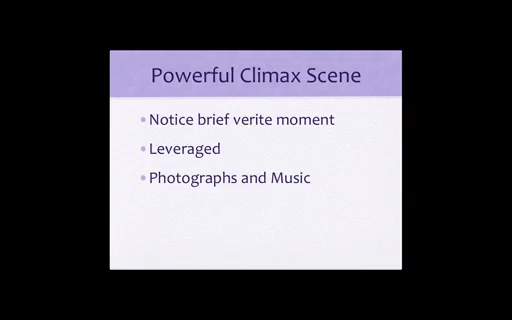 Powerful Climax Scene
•Notice brief verite moment
•Leveraged
•Photographs and Music